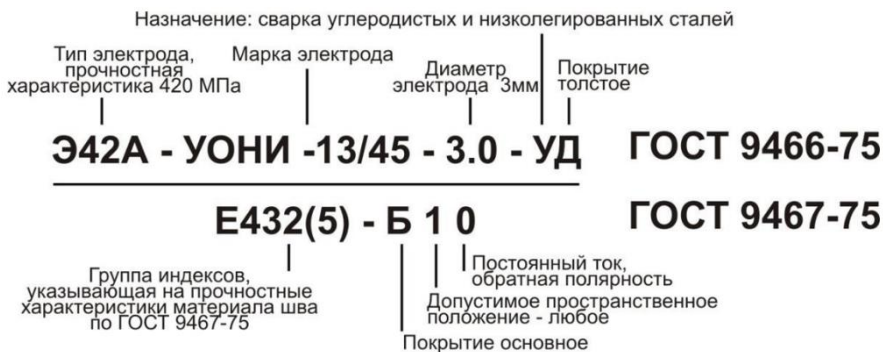 Назначение: сварка углеродистых и низколегированных сталей
Тип электрода,
прочностная
характеристика 420 МПа
Марка электрода
Диаметр
электрода 3мм
Покрытие
толстое
Э42А - УОНИ -13/45 - 3.0 - УД
ГОСТ 9466-75
Е432(5) - Б 1 0
ГОСТ 9467-75
Группа индексов,
указывающая на прочностные
характеристики материала шва
по ГОСТ 9467-75
Постоянный ток,
обратная полярность
Допустимое пространственное
положение - любое
Покрытие основное